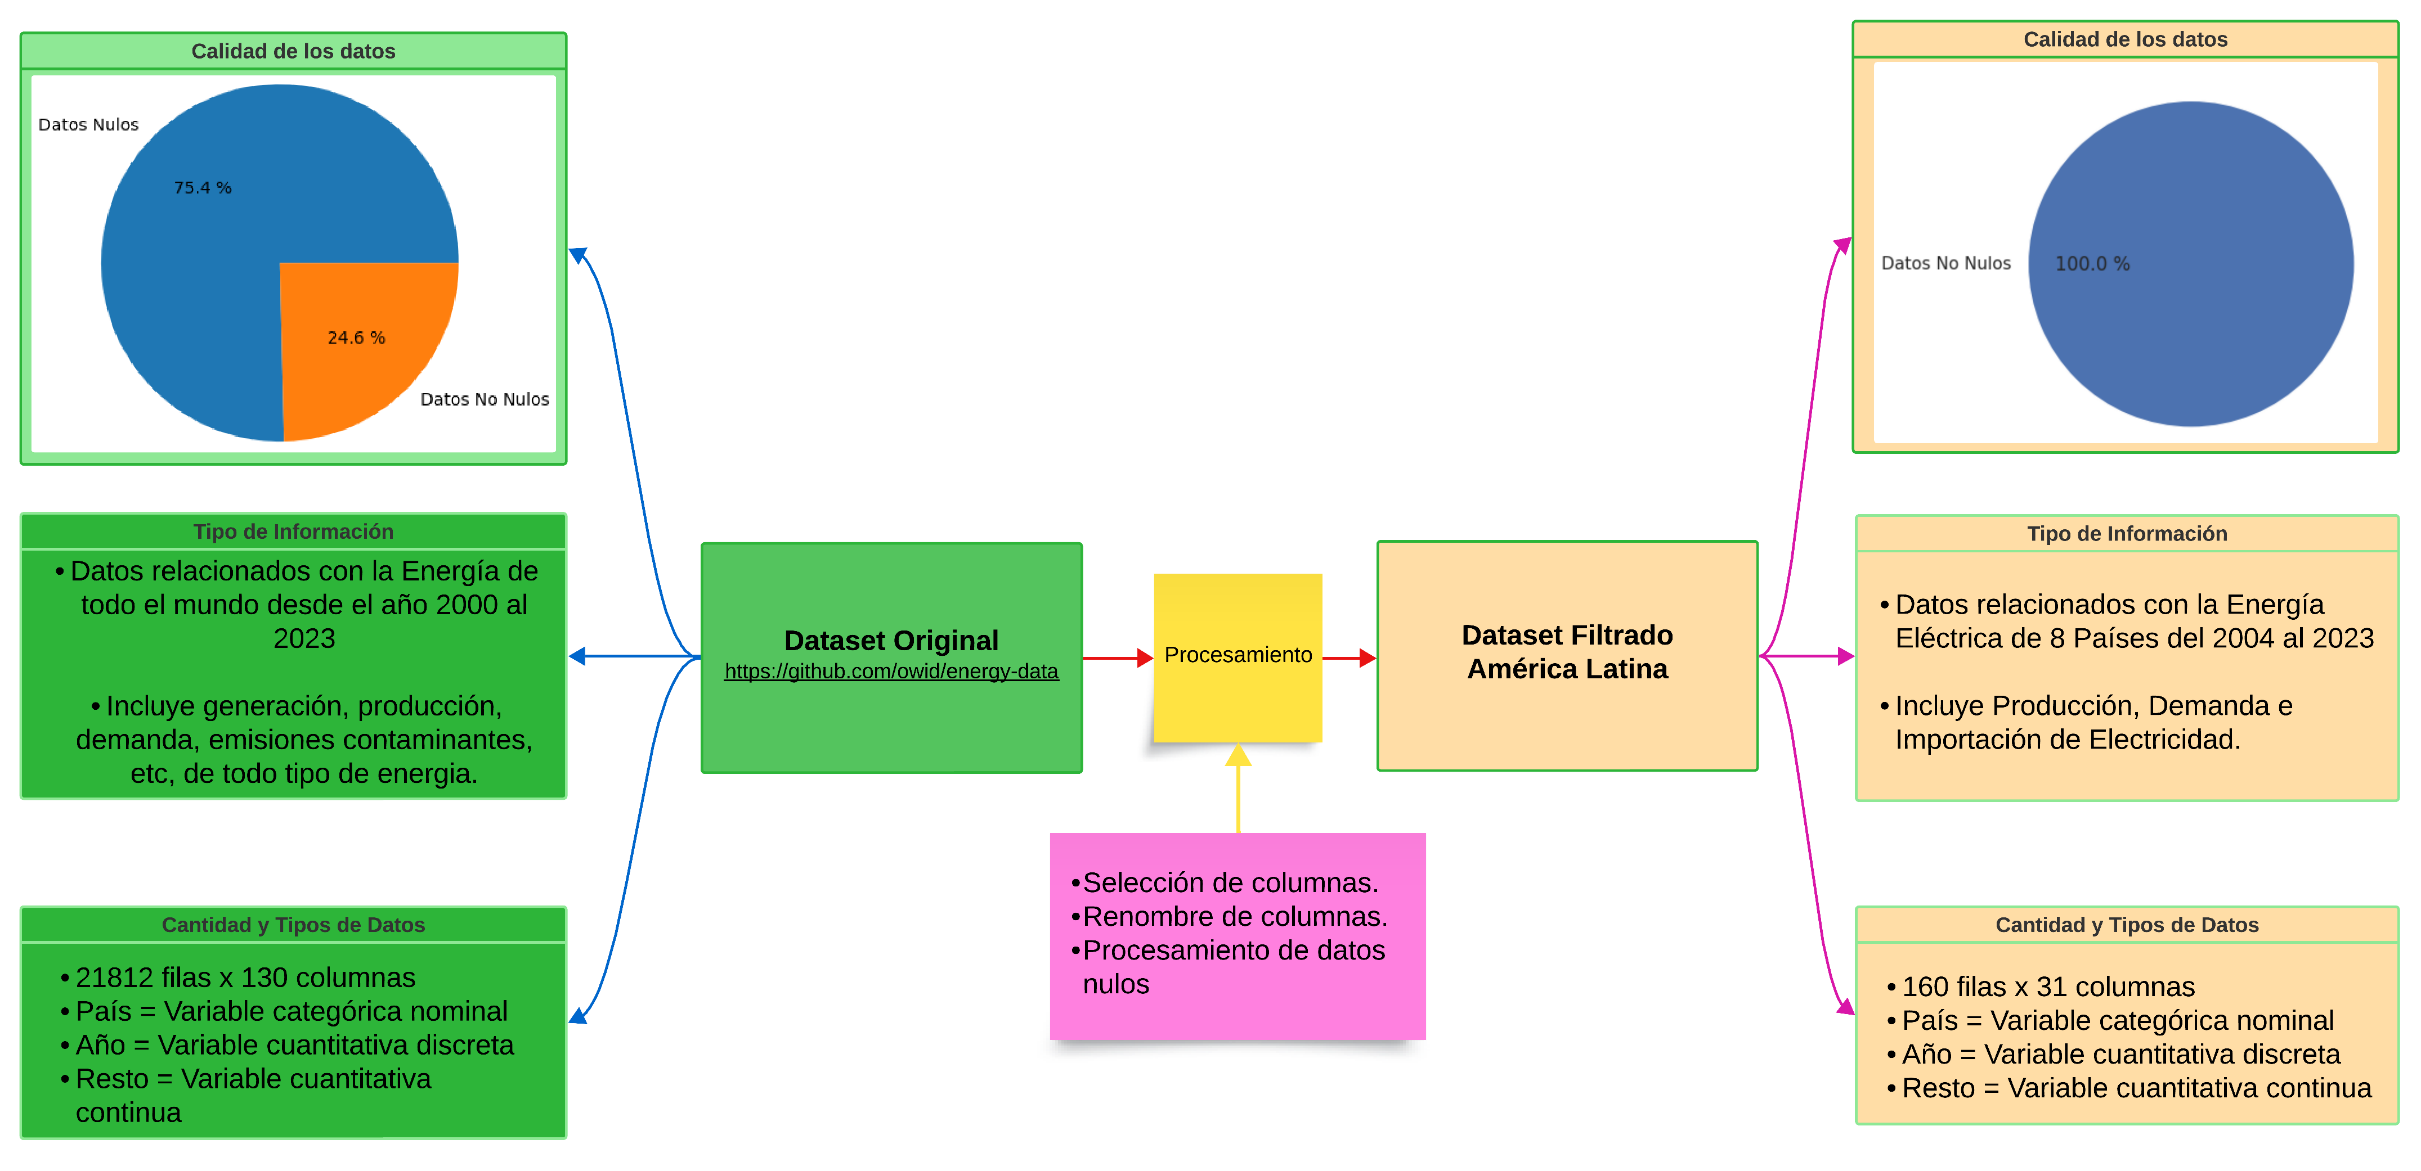 Calidad de los datos
Datos Nulos
75.4 %
24.6 %
Datos No Nulos
Tipo de Información
• Datos relacionados con la Energía de
todo el mundo desde el año 2000 al
2023
• Incluye generación, producción,
demanda, emisiones contaminantes,
etc, de todo tipo de energia.
Cantidad y Tipos de Datos
• 21812 filas x 130 columnas
• País = Variable categórica nominal
• Año = Variable cuantitativa discreta
• Resto = Variable cuantitativa
continua
Dataset Original
https://github.com/owid/energy-data
Procesamiento
•Selección de columnas.
•Renombre de columnas.
•Procesamiento de datos
nulos
Dataset Filtrado
América Latina
Calidad de los datos
Datos No Nulos
100.0 %
Tipo de Información
• Datos relacionados con la Energía
Eléctrica de 8 Países del 2004 al 2023
• Incluye Producción, Demanda e
Importación de Electricidad.
Cantidad y Tipos de Datos
• 160 filas x 31 columnas
• País = Variable categórica nominal
• Año = Variable cuantitativa discreta
• Resto = Variable cuantitativa continua